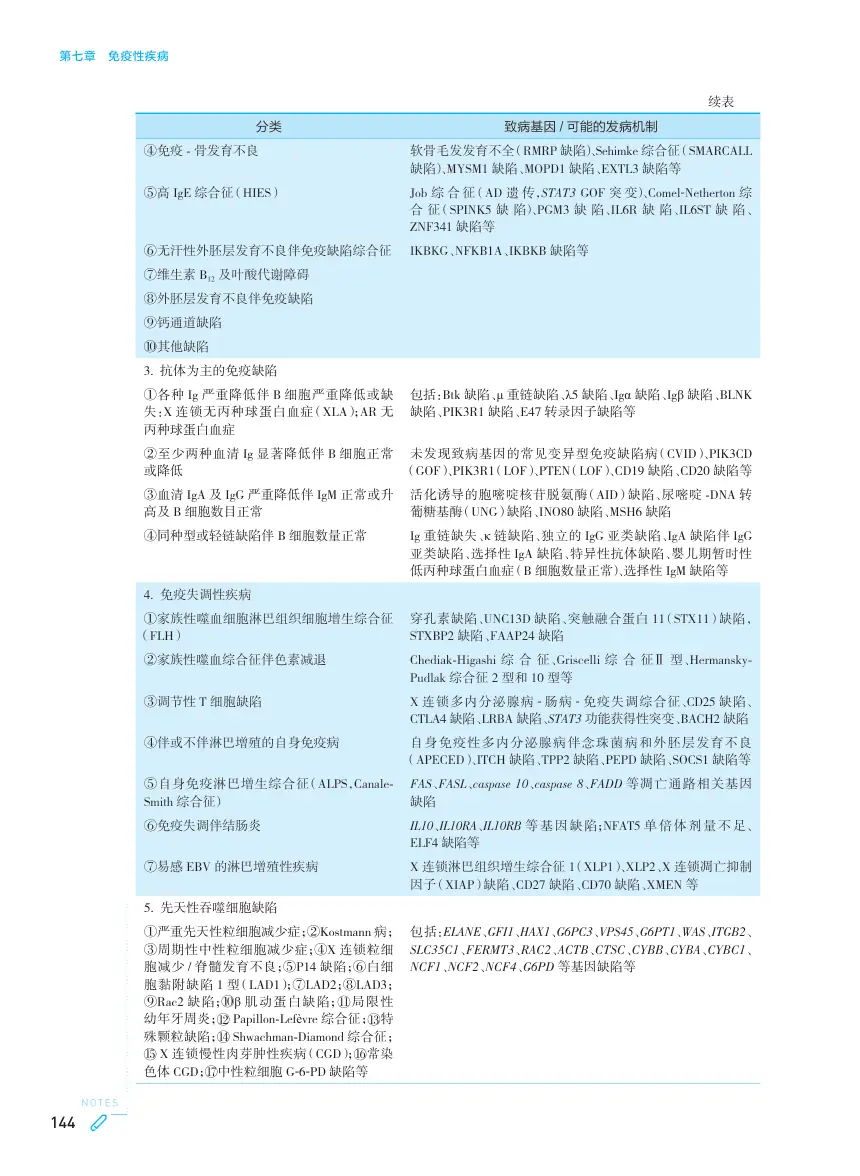 第七章 免疫性疾病
续表
分类 致病基因 / 可能的发病机制
④免疫 - 骨发育不良 软骨毛发发育不全（RMRP 缺陷）、Sehimke 综合征（SMARCALL
缺陷）、MYSM1 缺陷、MOPD1 缺陷、EXTL3 缺陷等
⑤高 IgE 综合征（HIES） Job 综合征（AD 遗传，STAT3 GOF 突变）、Comel-Netherton 综
合征（SPINK5 缺陷）、PGM3 缺陷、IL6R 缺陷、IL6ST 缺陷、
ZNF341 缺陷等
⑥无汗性外胚层发育不良伴免疫缺陷综合征 IKBKG、NFKB1A、IKBKB 缺陷等
⑦维生素 B12 及叶酸代谢障碍
⑧外胚层发育不良伴免疫缺陷
⑨钙通道缺陷
⑩其他缺陷
3. 抗体为主的免疫缺陷
①各种 Ig 严重降低伴 B 细胞严重降低或缺 包括：Btk 缺陷、μ 重链缺陷、λ5 缺陷、Igα 缺陷、Igβ 缺陷、BLNK
失：X 连锁无丙种球蛋白血症（XLA）；AR 无 缺陷、PIK3R1 缺陷、E47 转录因子缺陷等
丙种球蛋白血症
②至少两种血清 Ig 显著降低伴 B 细胞正常 未发现致病基因的常见变异型免疫缺陷病（CVID）、PIK3CD
或降低 （GOF）、PIK3R1（LOF）、PTEN（LOF）、CD19 缺陷、CD20 缺陷等
③血清 IgA 及 IgG 严重降低伴 IgM 正常或升 活化诱导的胞嘧啶核苷脱氨酶（AID）缺陷、尿嘧啶 -DNA 转
高及 B 细胞数目正常 葡糖基酶（UNG）缺陷、INO80 缺陷、MSH6 缺陷
④同种型或轻链缺陷伴 B 细胞数量正常 Ig 重链缺失、κ 链缺陷、独立的 IgG 亚类缺陷、IgA 缺陷伴 IgG
亚类缺陷、选择性 IgA 缺陷、特异性抗体缺陷、婴儿期暂时性
低丙种球蛋白血症（B 细胞数量正常）、选择性 IgM 缺陷等
4. 免疫失调性疾病
①家族性噬血细胞淋巴组织细胞增生综合征 穿孔素缺陷、UNC13D 缺陷、突触融合蛋白 11（STX11）缺陷，
（FLH） STXBP2 缺陷、FAAP24 缺陷
②家族性噬血综合征伴色素减退 Chediak-Higashi 综合征、Griscelli 综合征Ⅱ型、Hermansky-
Pudlak 综合征 2 型和 10 型等
③调节性 T 细胞缺陷 X 连锁多内分泌腺病 - 肠病 - 免疫失调综合征、CD25 缺陷、
CTLA4 缺陷、LRBA 缺陷、STAT3 功能获得性突变、BACH2 缺陷
④伴或不伴淋巴增殖的自身免疫病 自身免疫性多内分泌腺病伴念珠菌病和外胚层发育不良
（APECED）、ITCH 缺陷、TPP2 缺陷、PEPD 缺陷、SOCS1 缺陷等
⑤自身免疫淋巴增生综合征（ALPS，Canale- FAS、FASL、caspase 10、caspase 8、FADD 等凋亡通路相关基因
Smith 综合征） 缺陷
⑥免疫失调伴结肠炎 IL10、IL10RA、IL10RB 等基因缺陷；NFAT5 单倍体剂量不足、
ELF4 缺陷等
⑦易感 EBV 的淋巴增殖性疾病 X 连锁淋巴组织增生综合征 1（XLP1）、XLP2、X 连锁凋亡抑制
因子（XIAP）缺陷、CD27 缺陷、CD70 缺陷、XMEN 等
5. 先天性吞噬细胞缺陷
①严重先天性粒细胞减少症；②Kostmann 病； 包括：ELANE、GFI1、HAX1、G6PC3、VPS45、G6PT1、WAS、ITGB2、
③周期性中性粒细胞减少症；④X 连锁粒细 SLC35C1、FERMT3、RAC2、ACTB、CTSC、CYBB、CYBA、CYBC1、
胞减少 / 脊髓发育不良；⑤P14 缺陷；⑥白细 NCF1、NCF2、NCF4、G6PD 等基因缺陷等
胞黏附缺陷 1 型（LAD1）；⑦LAD2；⑧LAD3；
⑨Rac2 缺陷；⑩β 肌动蛋白缺陷；⑪局限性
幼年牙周炎；⑫ Papillon-Lefèvre 综合征；⑬特
殊颗粒缺陷；⑭ Shwachman-Diamond 综合征；
⑮ X 连锁慢性肉芽肿性疾病（CGD）；⑯常染
色体 CGD；⑰中性粒细胞 G-6-PD 缺陷等
NOTES
144